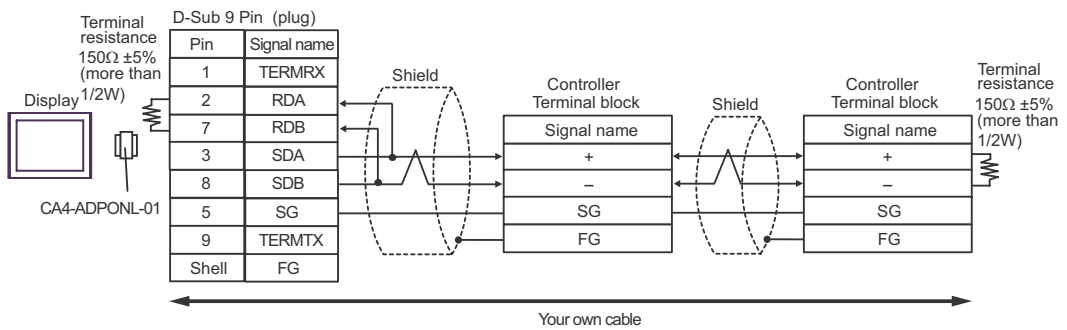 D-Sub 9 Pin (plug)
Terminal
resistance
150Ω ±5%
(more than
1/2W)
Display
CA4-ADPONL-01
Pin Signal name
1 TERMRX
2 RDA
7 RDB
3 SDA
8 SDB
5 SG
9 TERMTX
Shell FG
Shield
Controller
Terminal block
Signal name
+
–
SG
FG
Shield
Controller
Terminal block
Signal name
+
–
SG
FG
Terminal
resistance
150Ω ±5%
(more than
1/2W)
Your own cable